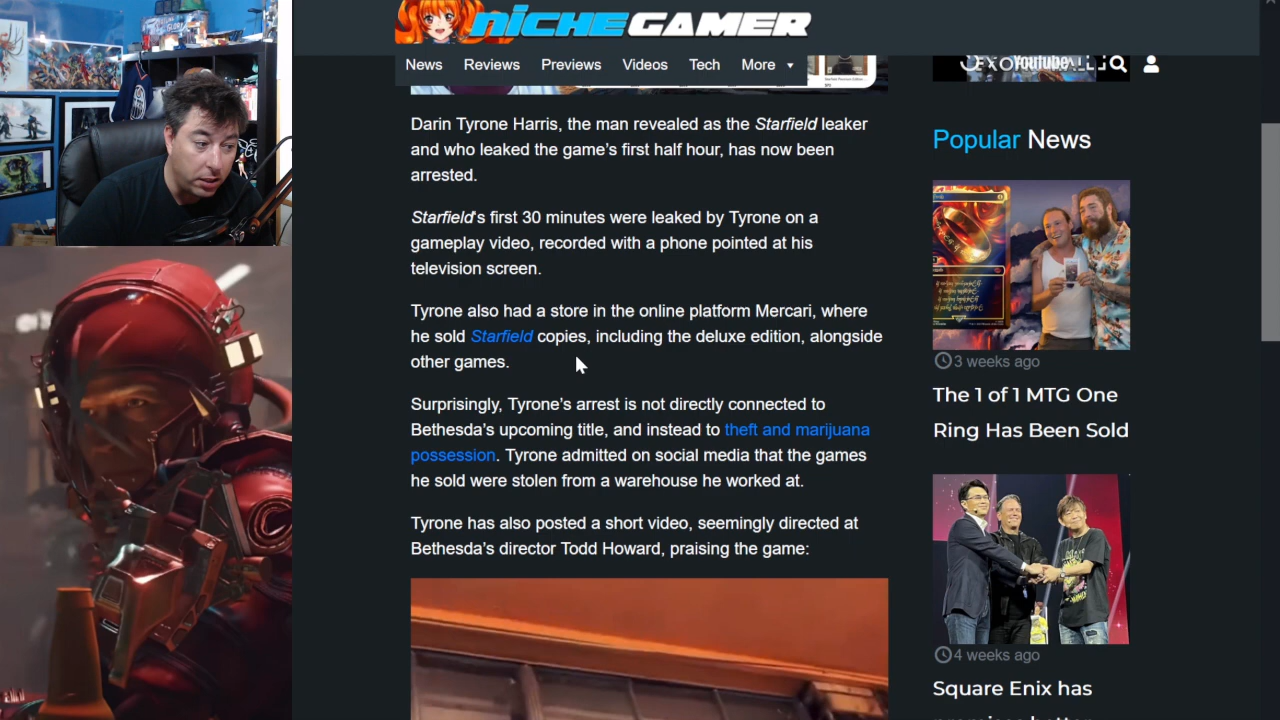 NICHEGAMER
News Reviews Previews Videos Tech More
YouTube
Darin Tyrone Harris, the man revealed as the Starfield leaker
and who leaked the game's first half hour, has now been
arrested.
Starfield's first 30 minutes were leaked by Tyrone on a
gameplay video, recorded with a phone pointed at his
television screen.
Tyrone also had a store in the online platform Mercari, where
he sold Starfield copies, including the deluxe edition, alongside
other games.
Surprisingly, Tyrone's arrest is not directly connected to
Bethesda's upcoming title, and instead to theft and marijuana
possession. Tyrone admitted on social media that the games
he sold were stolen from a warehouse he worked at.
Tyrone has also posted a short video, seemingly directed at
Bethesda's director Todd Howard, praising the game:
Popular News
3 weeks ago
The 1 of 1 MTG One
Ring Has Been Sold
4 weeks ago
Square Enix has